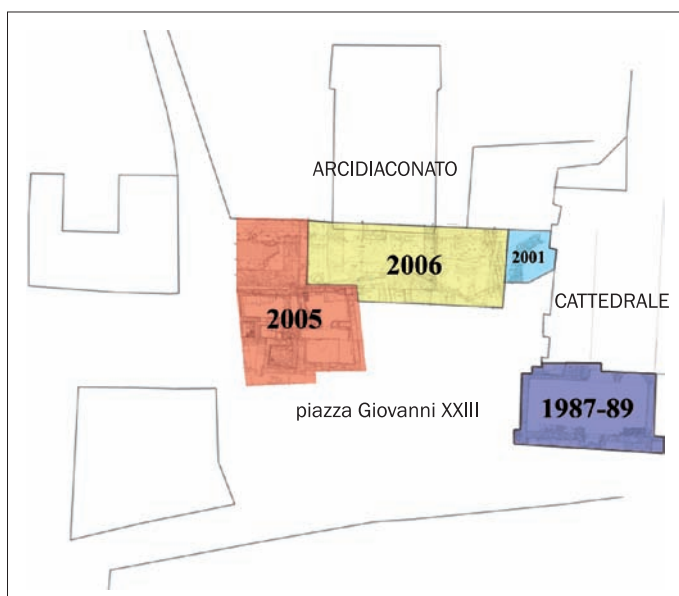 ARCIDIACONATO
2006
2001
CATTEDRALE
2005
piazza Giovanni XXIII
1987-89